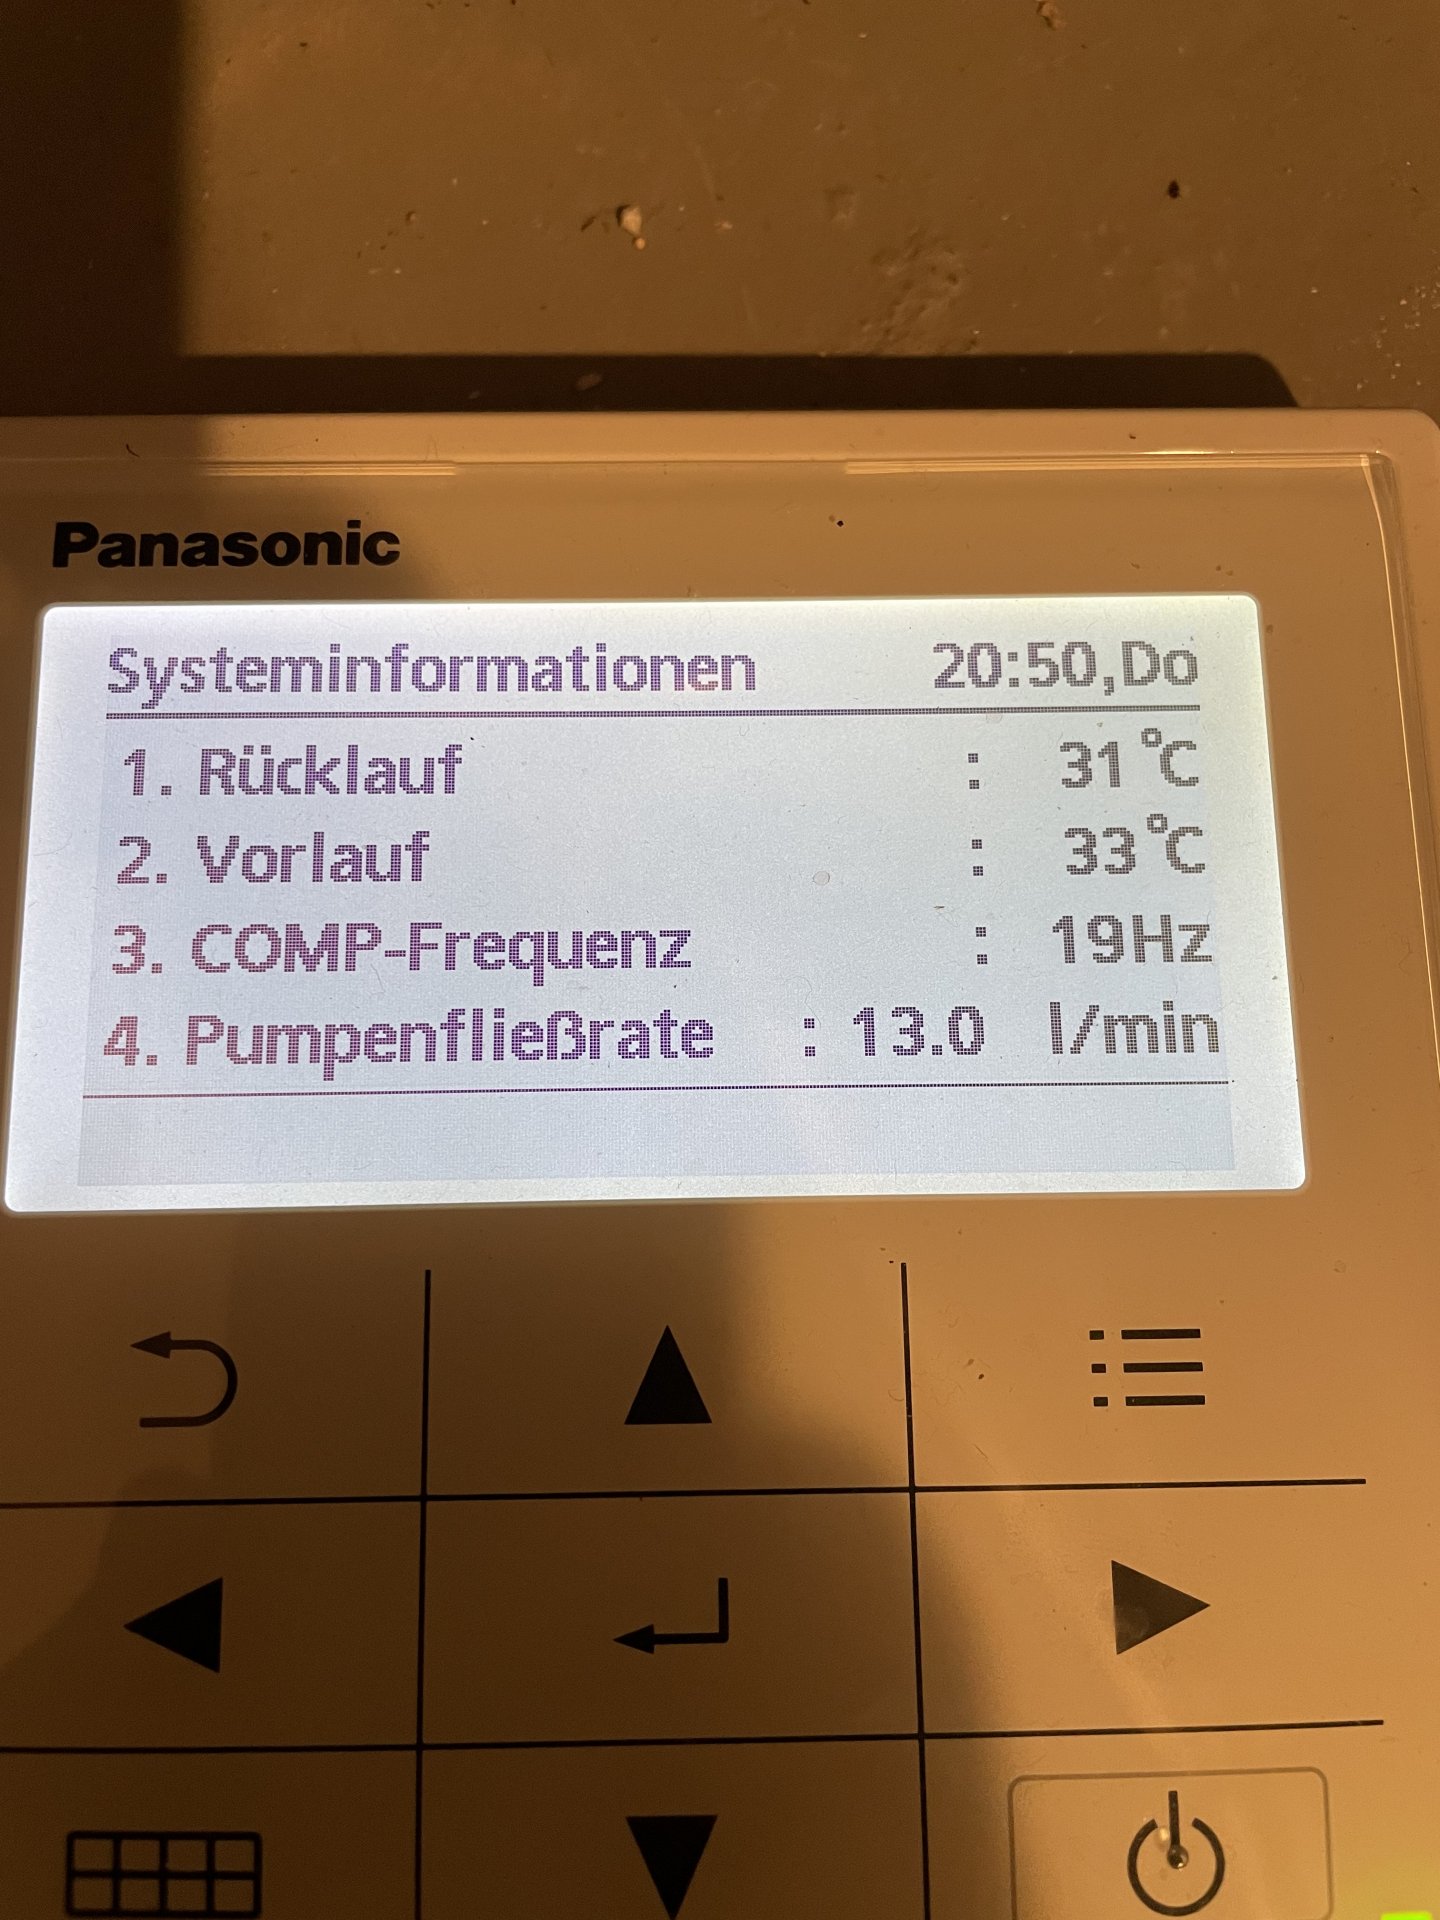 Panasonic
Systeminformationen 20:50,Do
1. Rücklauf : 31°C
2. Vorlauf : 33°C
3. COMP-Frequenz : 19Hz
4. Pumpenfließrate : 13.0 l/min